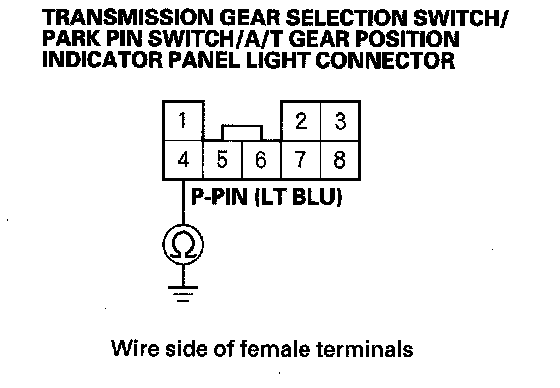 TRANSMISSION GEAR SELECTION SWITCH/
PARK PIN SWITCH/A/T GEAR POSITION
INDICATOR PANEL LIGHT CONNECTOR
1 2 3
4 5 6 7 8
P-PIN (LT BLU)
Ω
Wire side of female terminals